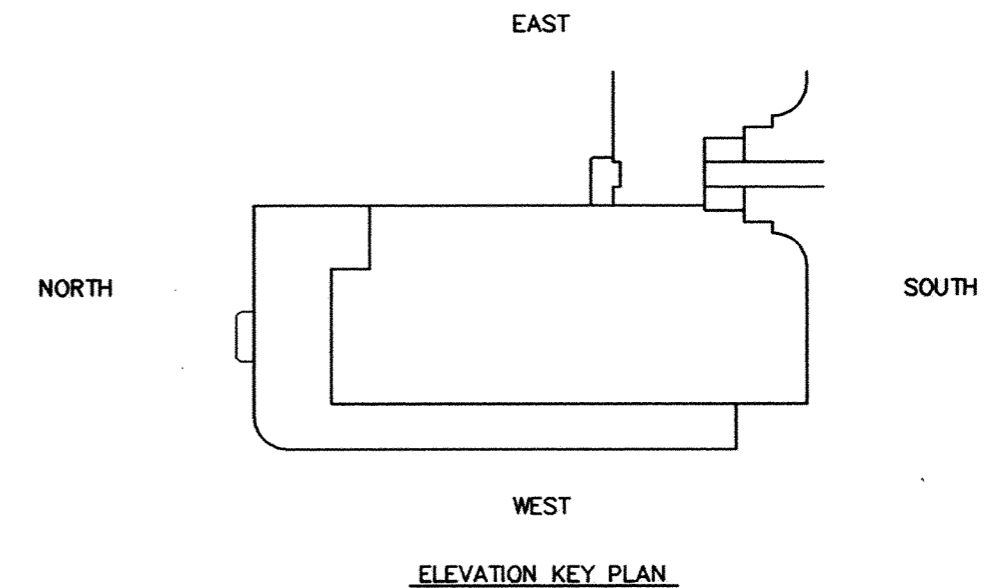 EAST
NORTH
SOUTH
WEST
ELEVATION KEY PLAN